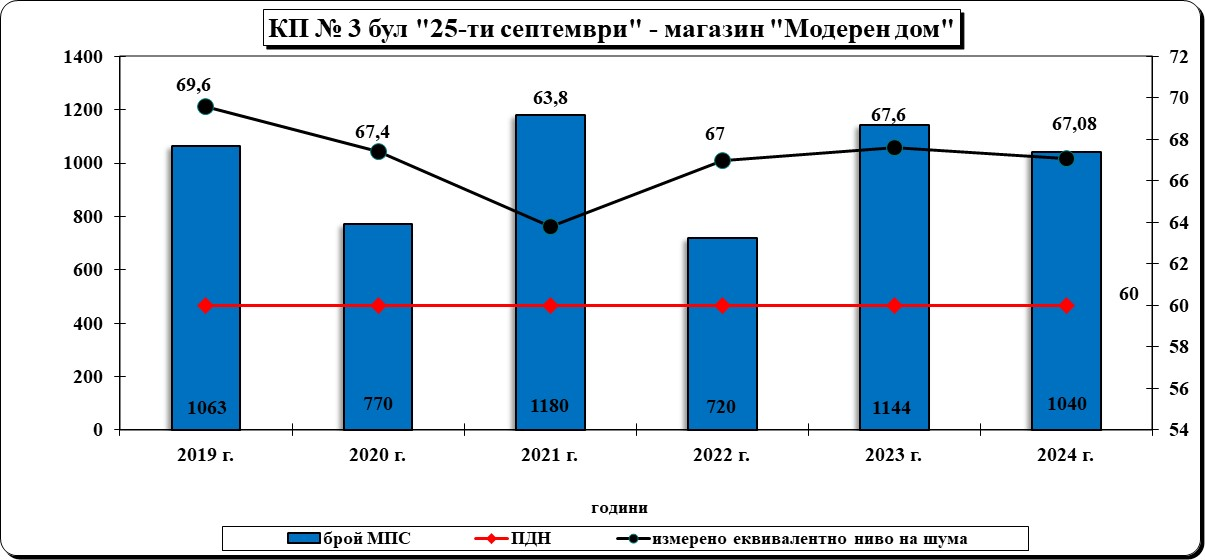 КП № 3 бул "25-ти септември" - магазин "Модерен дом"
1400 72
1200 70
1000 68
800 66
600 64
400 62
200 60
0 58
56
54
69,6 67,4 63,8 67 67,6 67,08
60
1063 770 1180 720 1144 1040
2019 г. 2020 г. 2021 г. 2022 г. 2023 г. 2024 г.
години
брой МПС ПДН измерено еквивалентно ниво на шума